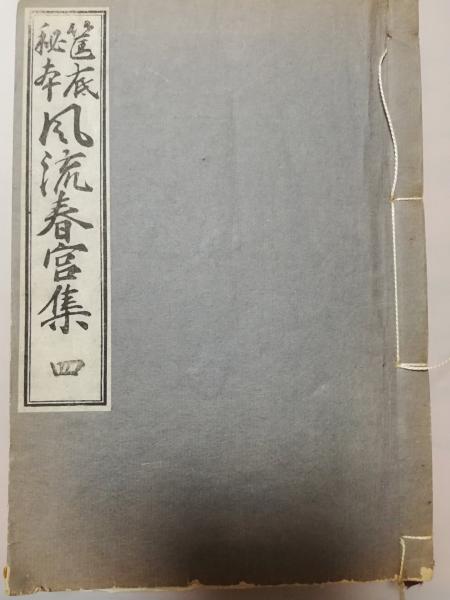 筐底
秘本
風流春宮集 四